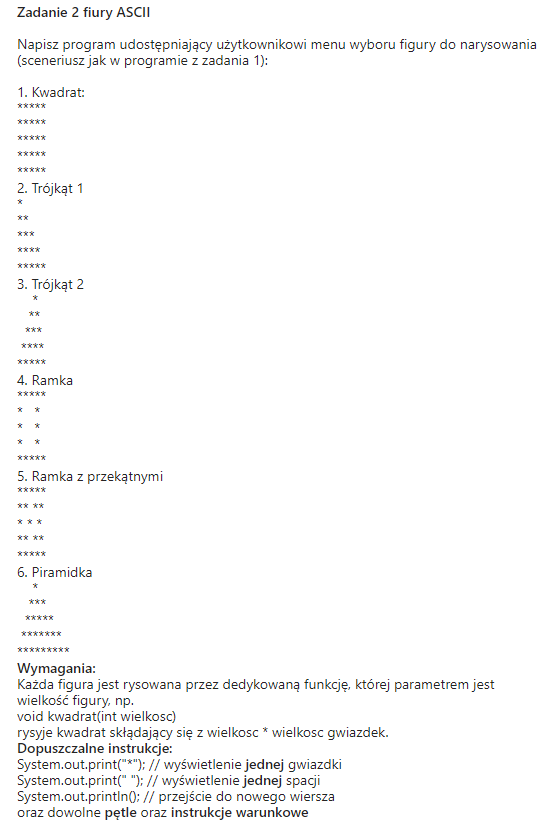 Zadanie 2 fiury ASCII
Napisz program udostępniający użytkownikowi menu wyboru figury do narysowania
(sceneriusz jak w programie z zadania 1):
1. Kwadrat:
*****
*****
*****
*****
*****
2. Trójkąt 1
*
**
***
****
*****
3. Trójkąt 2
    *
   **
  ***
 ****
*****
4. Ramka
*****
*   *
*   *
*   *
*****
5. Ramka z przekątnymi
*****
** **
* * *
** **
*****
6. Piramidka
    *
   ***
  *****
 *******
*********
Wymagania:
Każda figura jest rysowana przez dedykowaną funkcję, której parametrem jest
wielkość figury, np.
void kwadrat(int wielkosc)
rysyje kwadrat skłądający się z wielkosc * wielkosc gwiazdek.
Dopuszczalne instrukcje:
System.out.print("*"); // wyświetlenie jednej gwiazdki
System.out.print(" "); // wyświetlenie jednej spacji
System.out.println(); // przejście do nowego wiersza
oraz dowolne pętle oraz instrukcje warunkowe